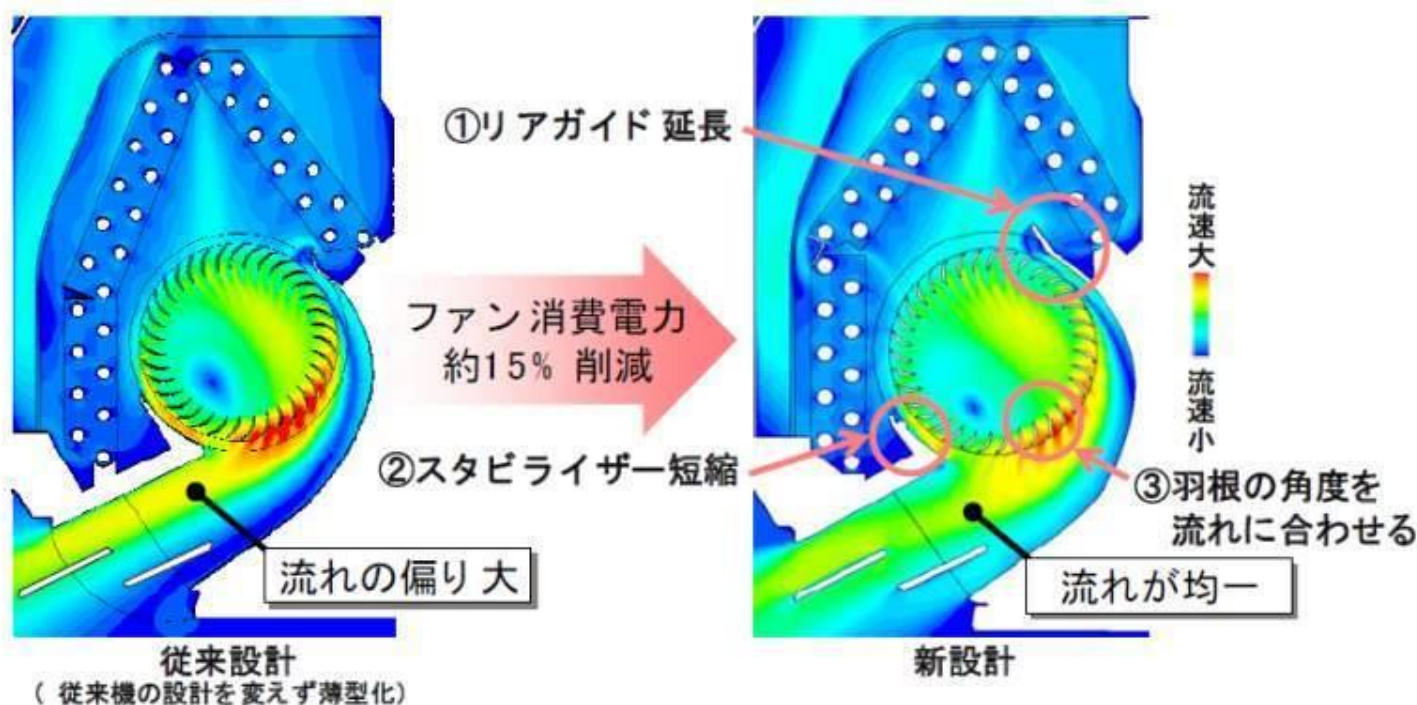 ①リアガイド 延長
流速大
ファン消費電力
約15% 削減
流速小
②スタビライザー短縮
③羽根の角度を
流れに合わせる
流れの偏り 大
流れが均一
従来設計
( 従来機の設計を変えず薄型化)
新設計